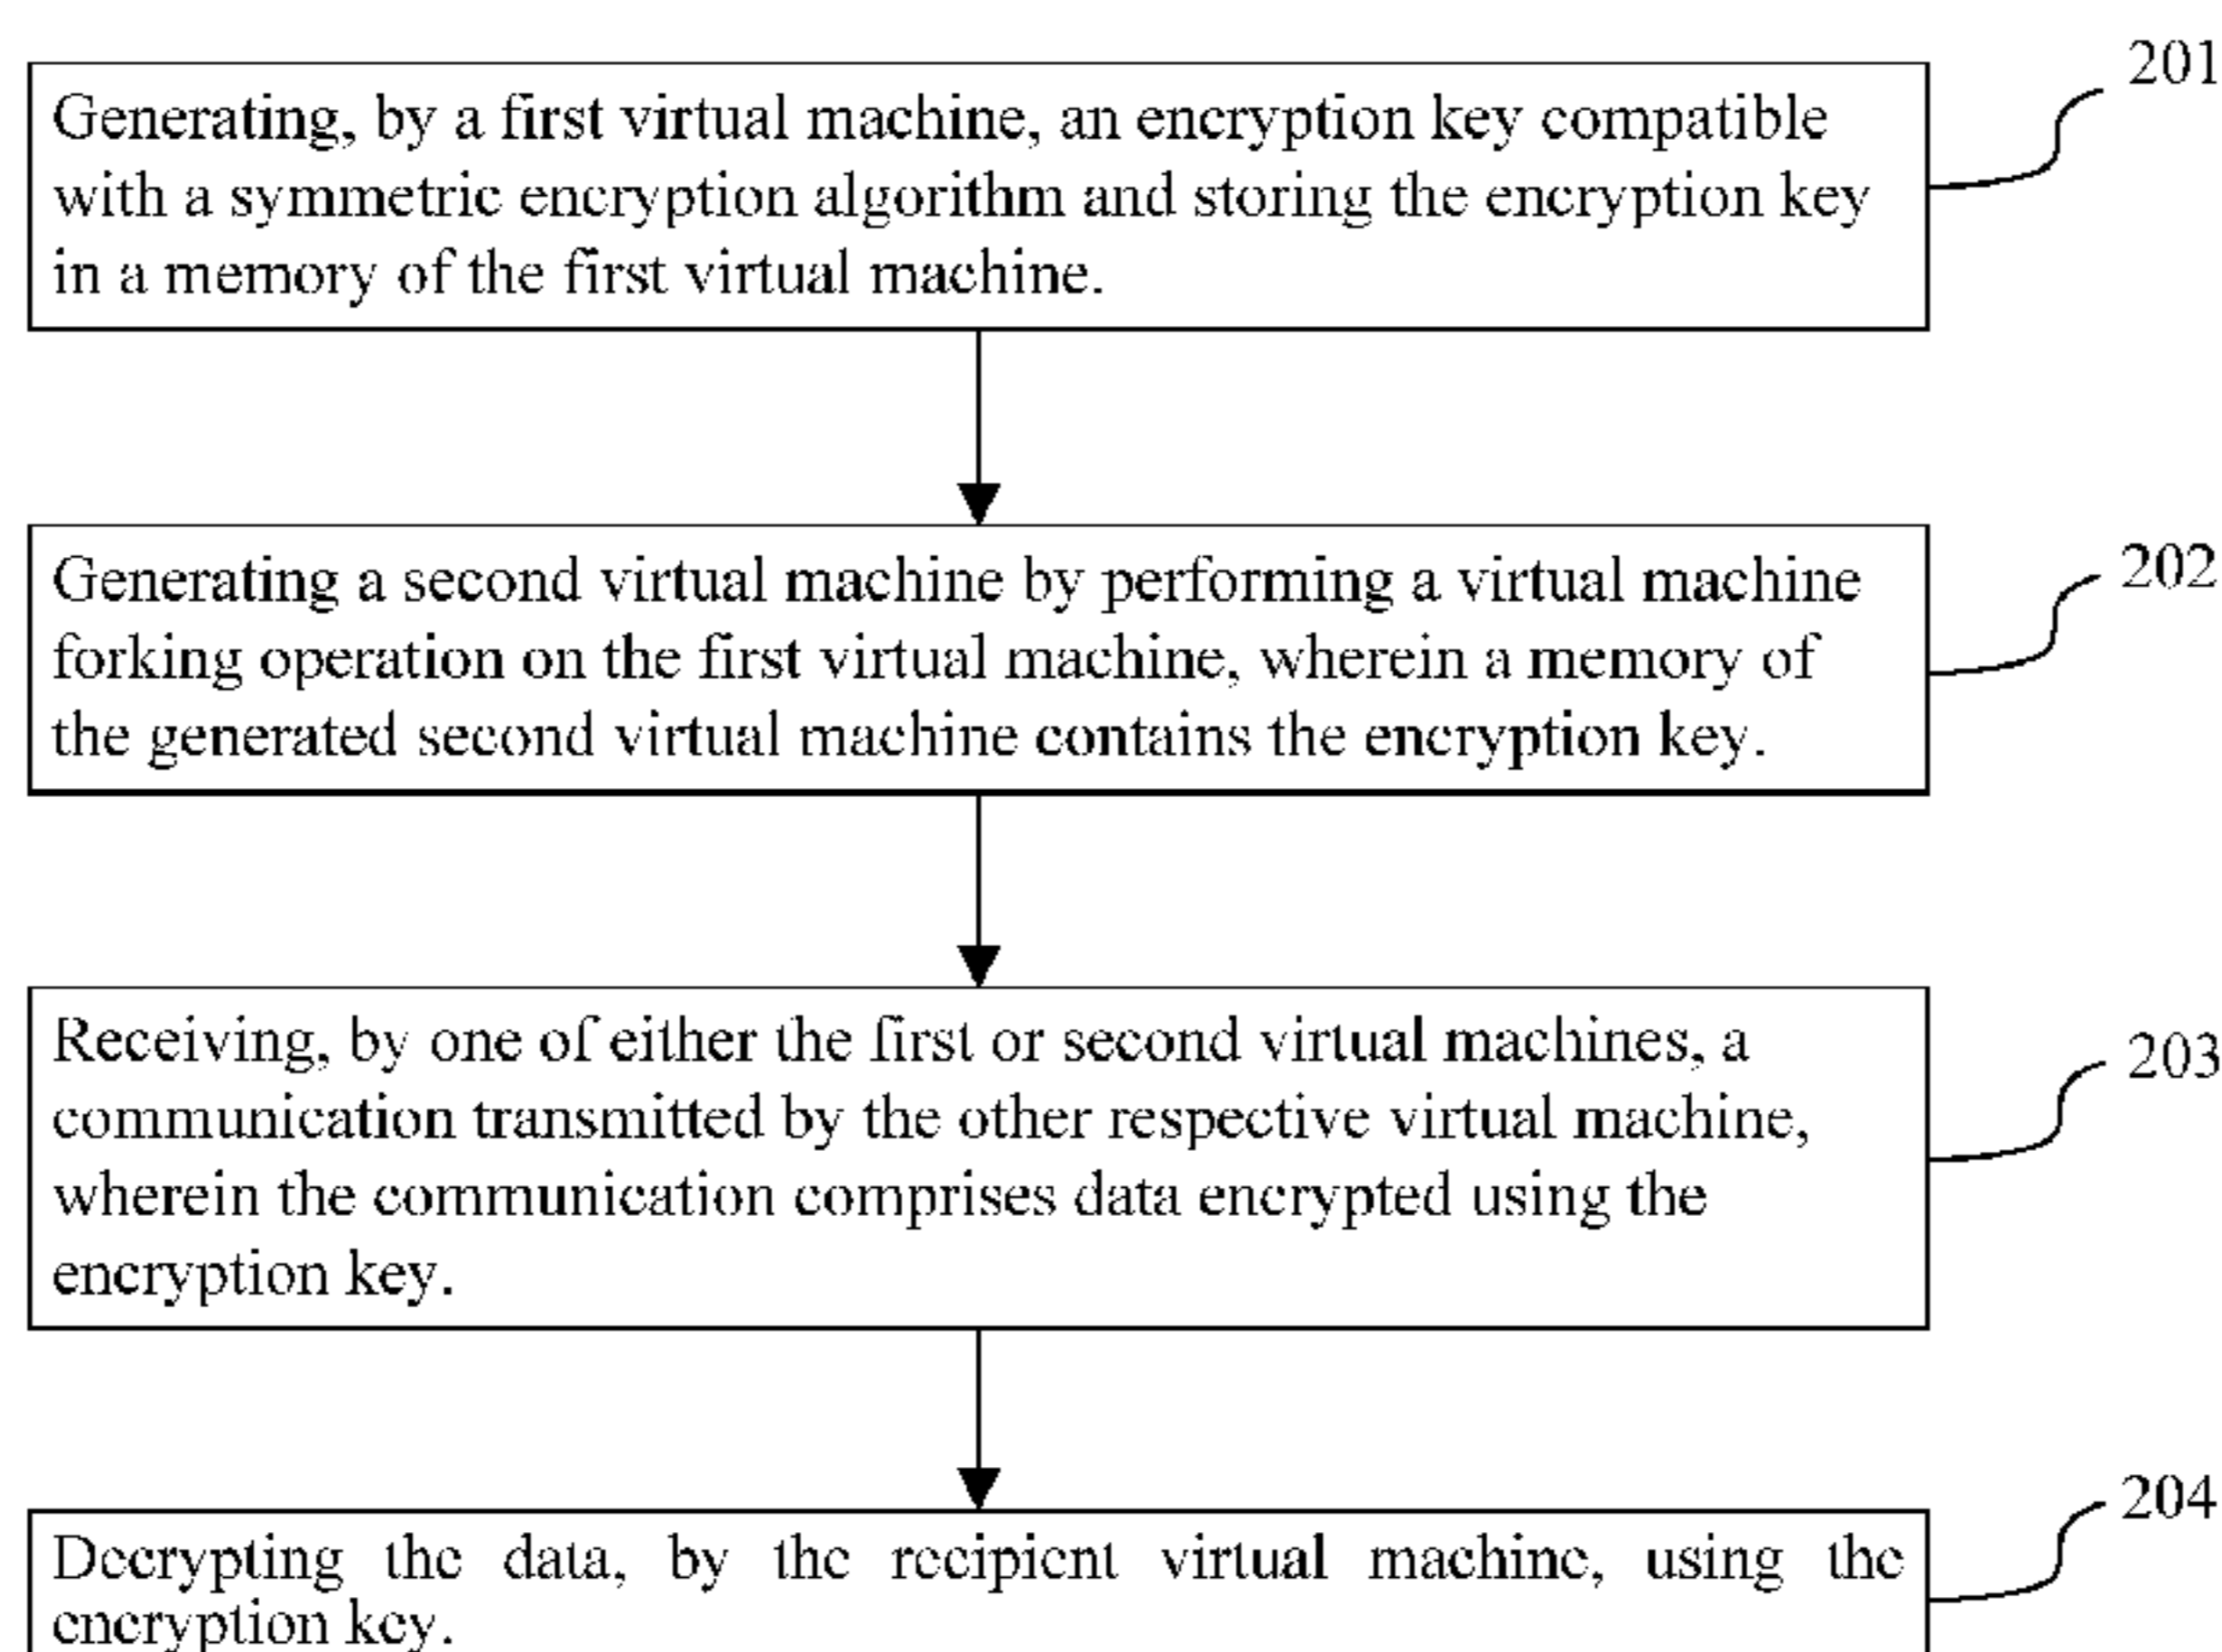 201
Generating, by a first virtual machine, an encryption key compatible
with a symmetric encryption algorithm and storing the encryption key
in a memory of the first virtual machine.
202
Generating a second virtual machine by performing a virtual machine
forking operation on the first virtual machine, wherein a memory of
the generated second virtual machine contains the encryption key.
203
Receiving, by one of either the first or second virtual machines, a
communication transmitted by the other respective virtual machine,
wherein the communication comprises data encrypted using the
encryption key.
204
Decrypting the data, by the recipient virtual machine, using the
encryption key.